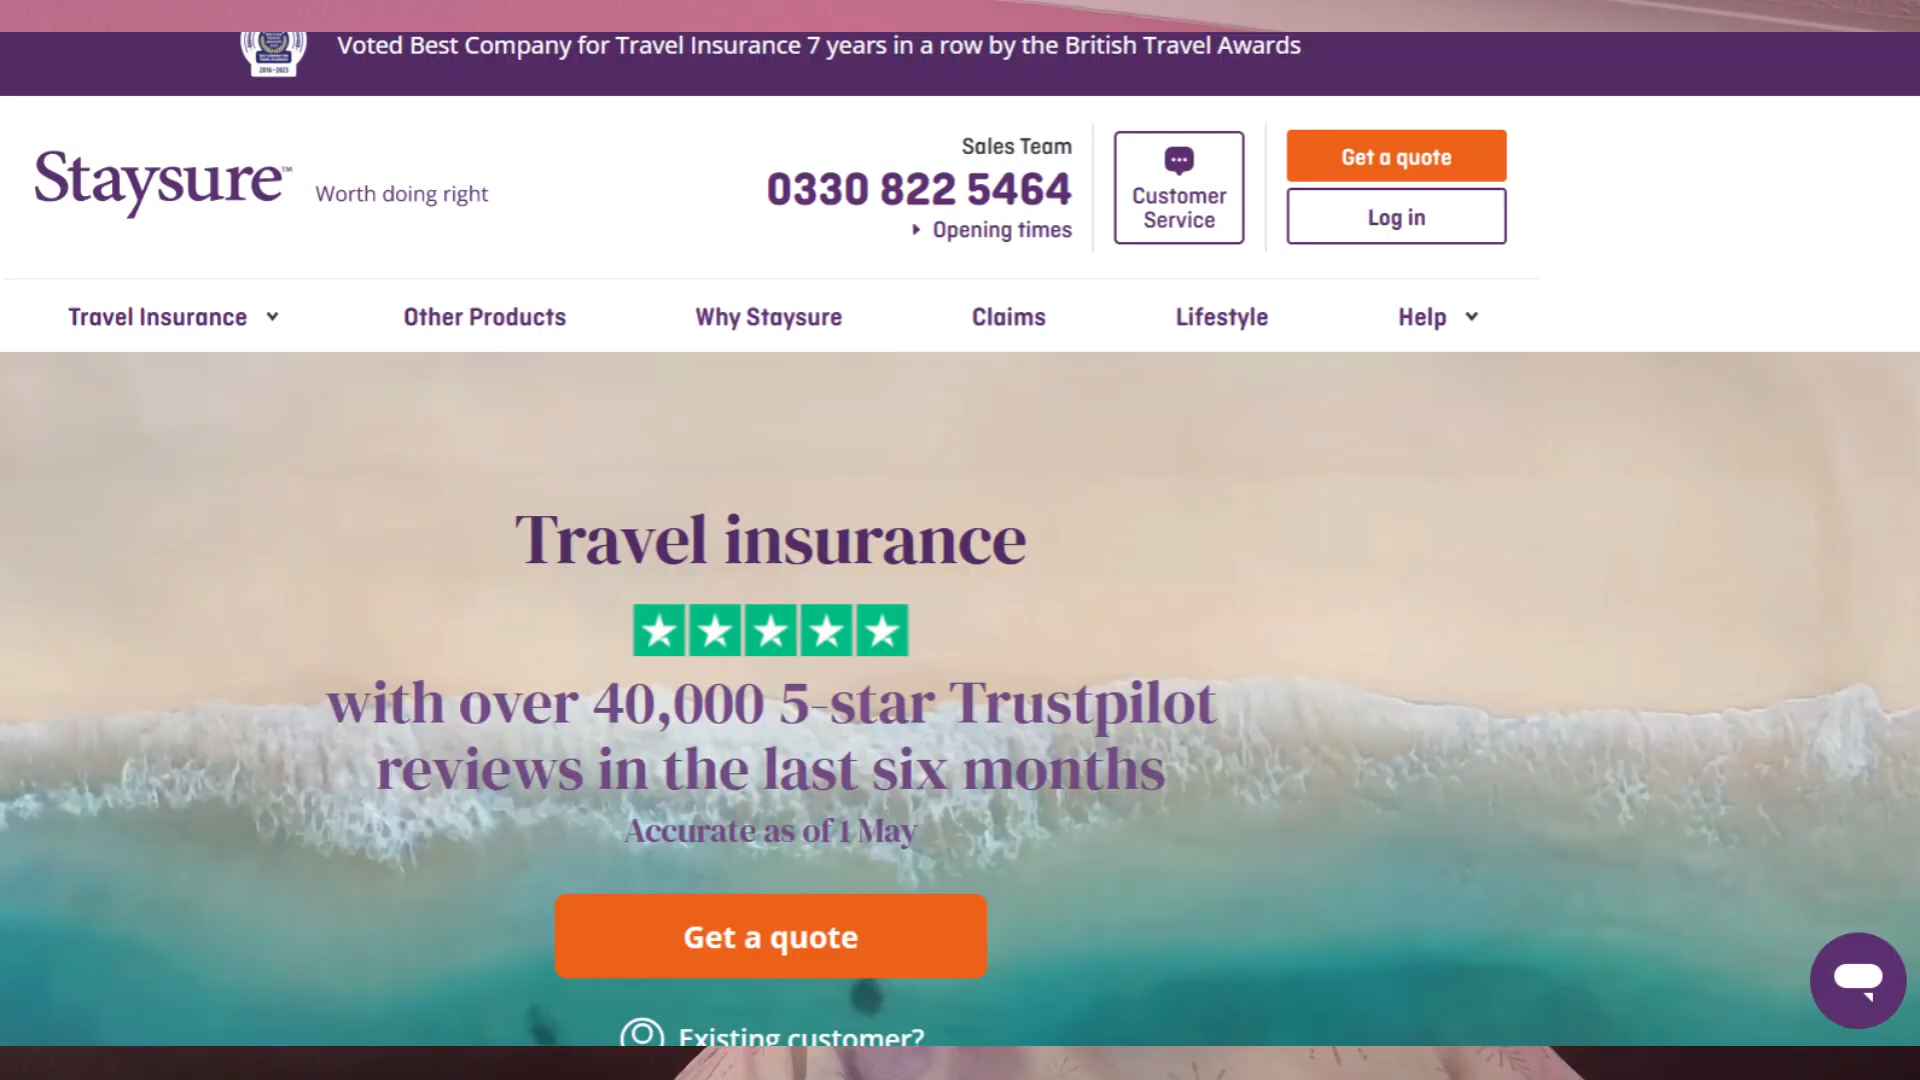 Voted Best Company for Travel Insurance 7 years in a row by the British Travel Awards
2016-2023
Staysure™
Worth doing right
Sales Team
0330 822 5464
Opening times
Customer
Service
Get a quote
Log in
Travel Insurance
Other Products
Why Staysure
Claims
Lifestyle
Help
Travel insurance
with over 40,000 5-star Trustpilot
reviews in the last six months
Accurate as of 1 May
Get a quote
Existing customer?